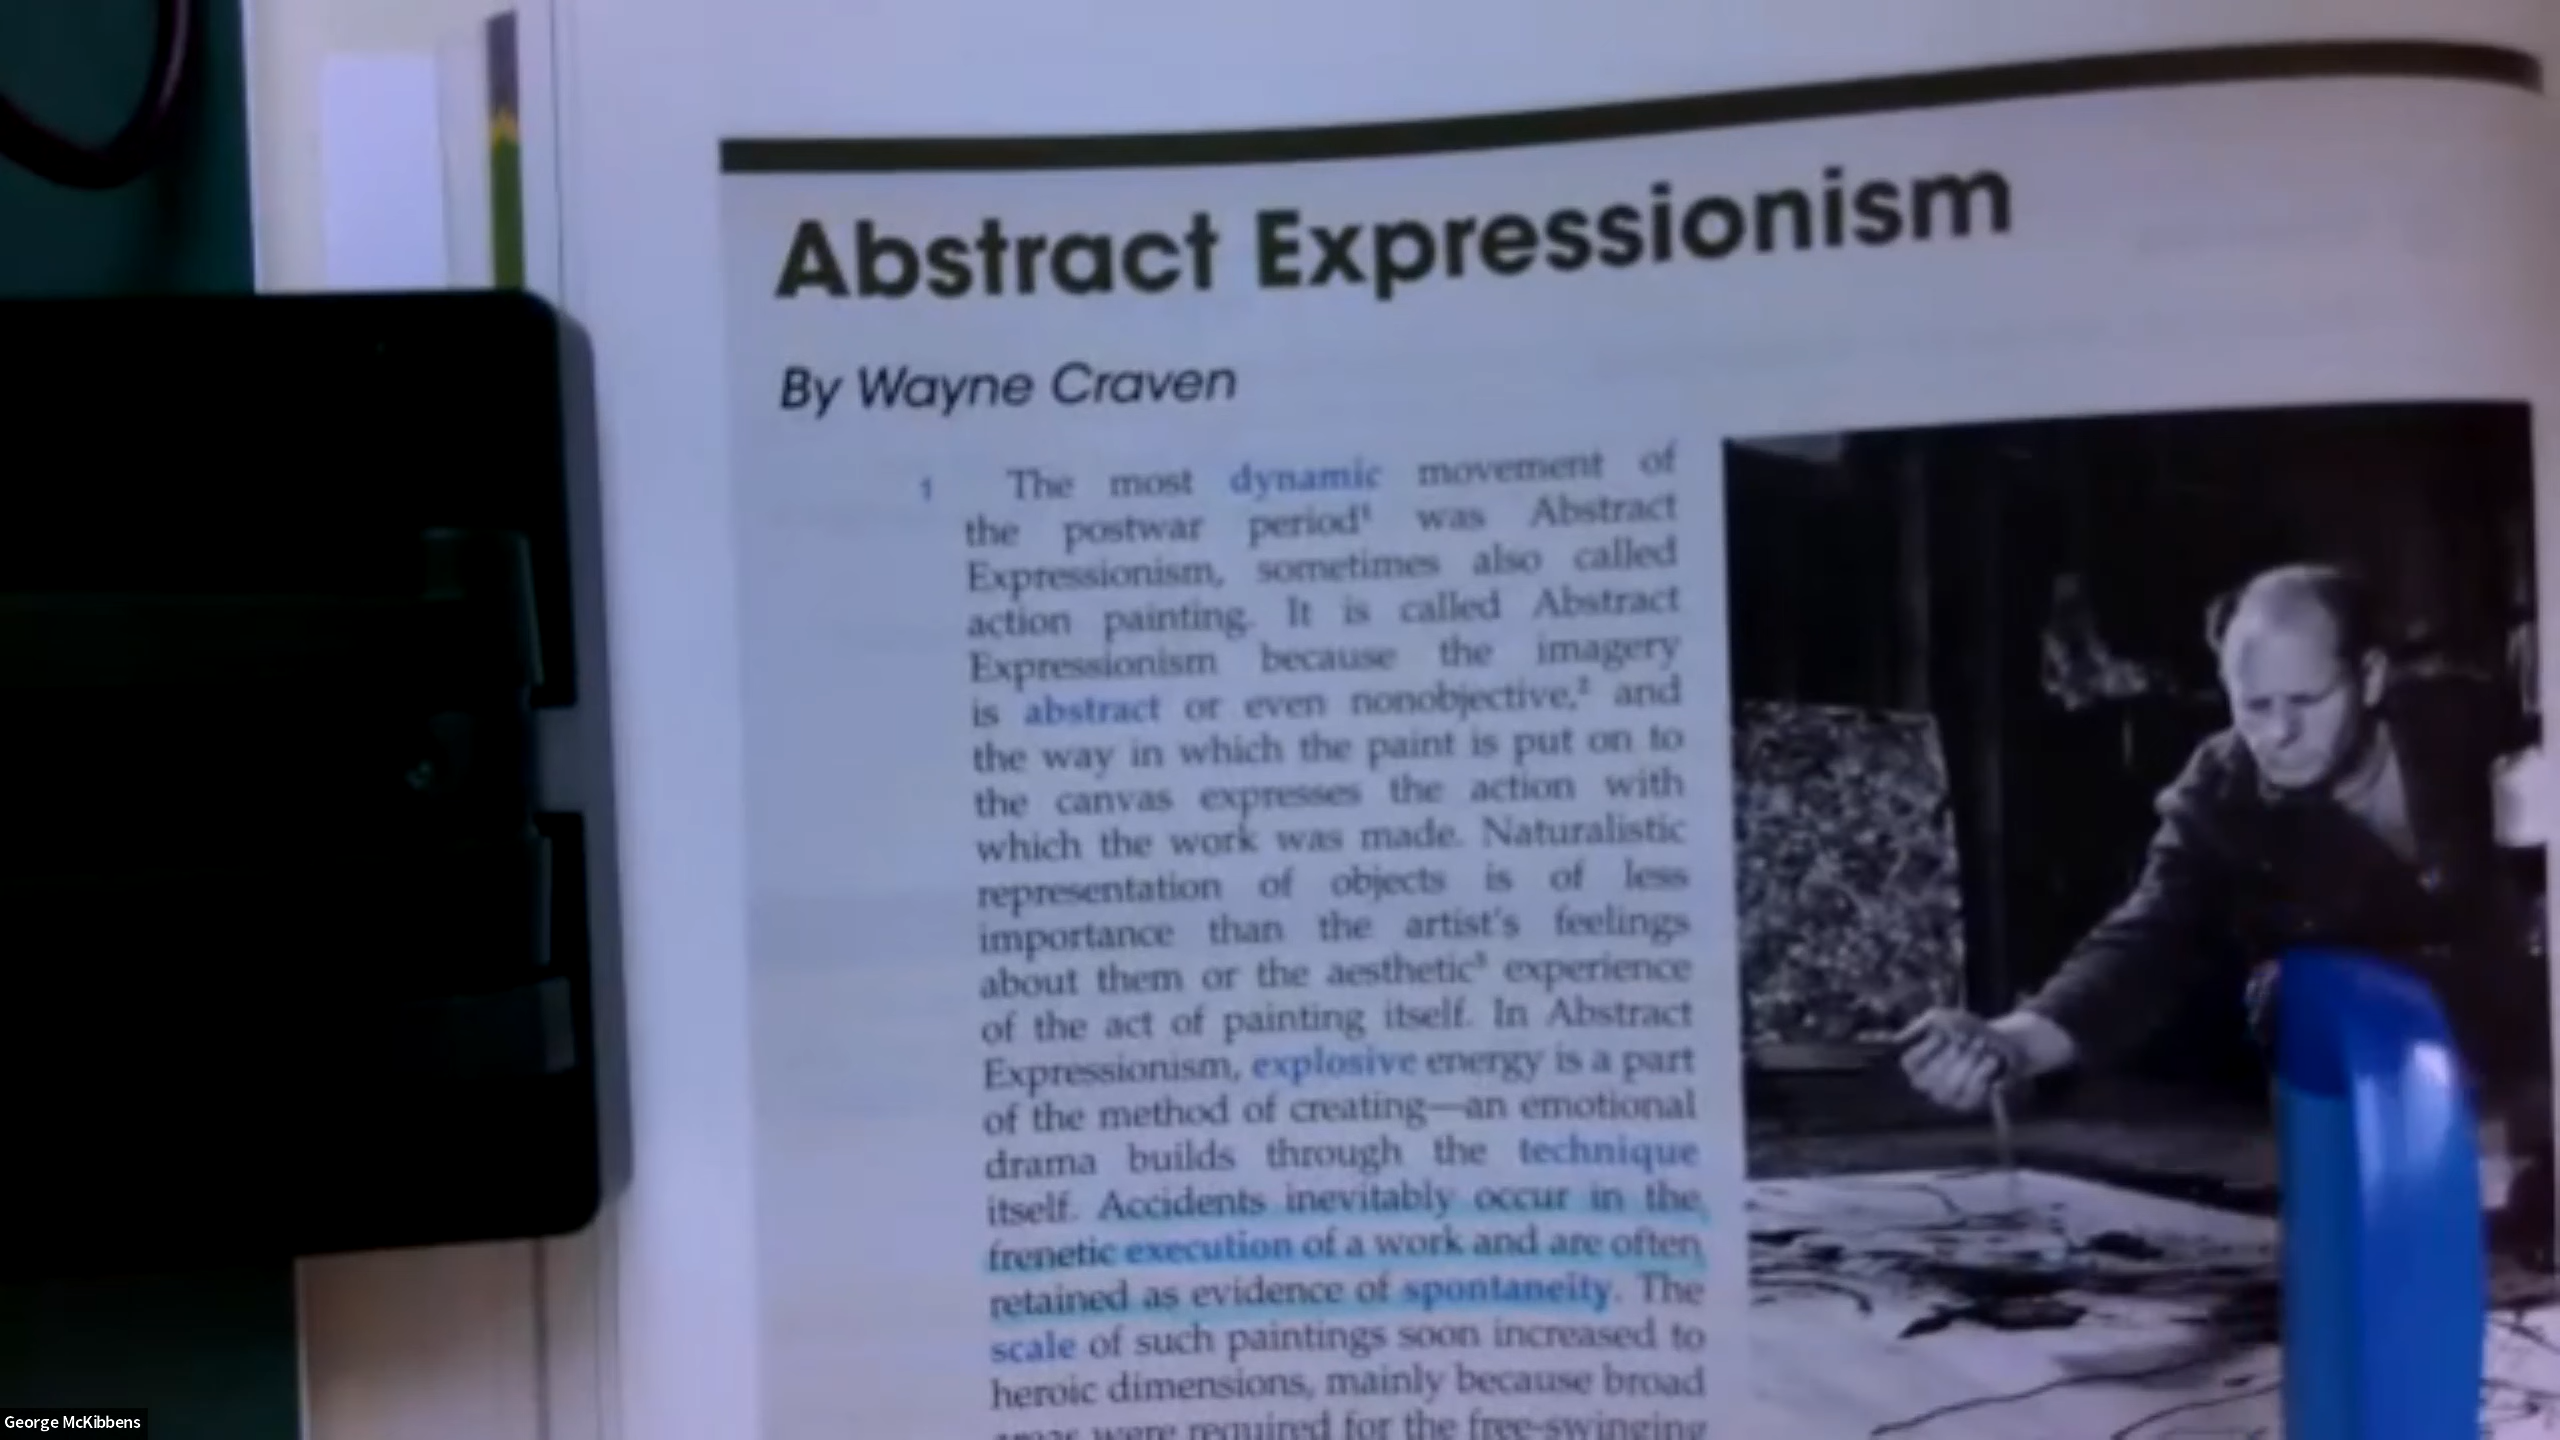 Abstract Expressionism
By Wayne Craven
1 The most dynamic movement of
the postwar period¹ was Abstract
Expressionism, sometimes also called
action painting. It is called Abstract
Expressionism because the imagery
is abstract or even nonobjective,² and
the way in which the paint is put on to
the canvas expresses the action with
which the work was made. Naturalistic
representation of objects is of less
importance than the artist's feelings
about them or the aesthetic³ experience
of the act of painting itself. In Abstract
Expressionism, explosive energy is a part
of the method of creating—an emotional
drama builds through the technique
itself. Accidents inevitably occur in the
frenetic execution of a work and are often
retained as evidence of spontaneity. The
scale of such paintings soon increased to
heroic dimensions, mainly because broad
areas were required for the free-swinging
George McKibbens